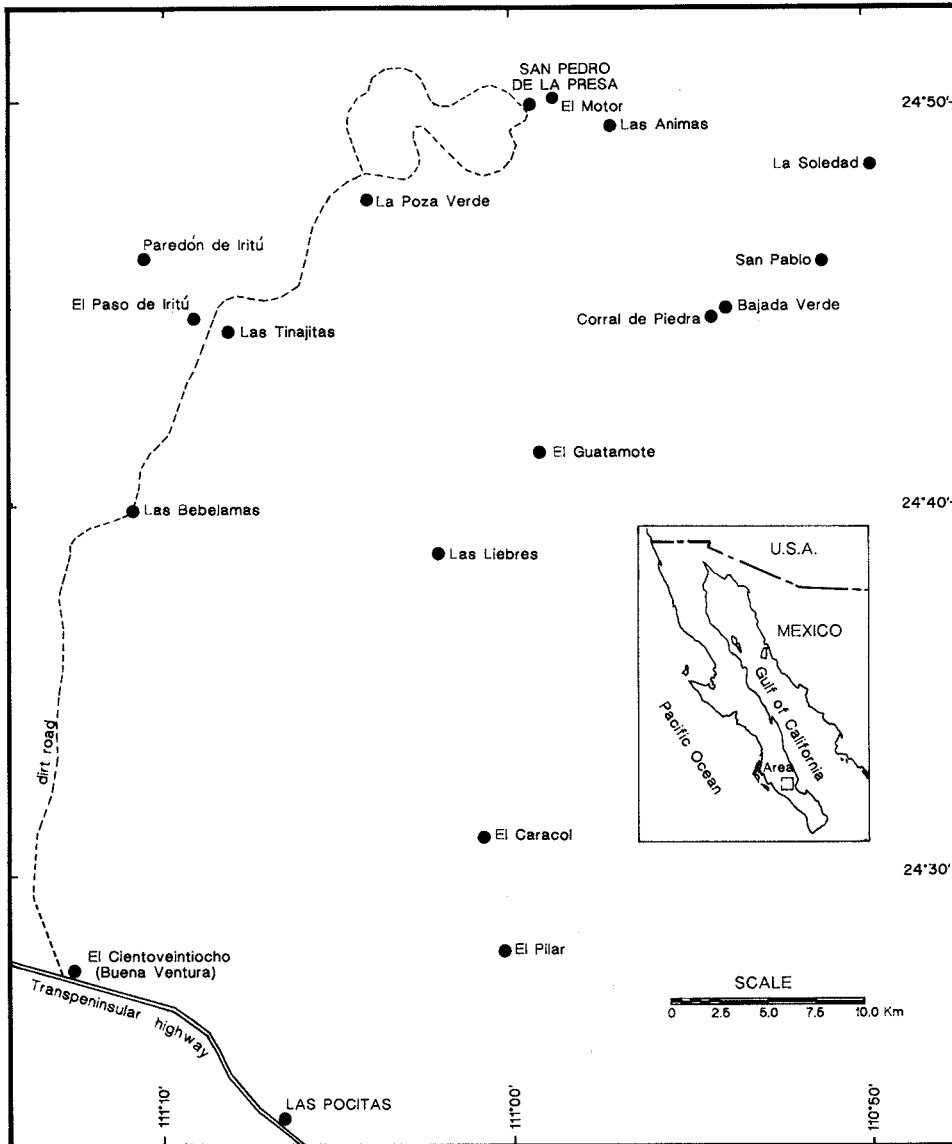 SAN PEDRO
DE LA PRESA
El Motor
24°50'
Las Animas
La Soledad
La Poza Verde
Paredón de Iritú
San Pablo
El Paso de Iritú
Bajada Verde
Corral de Piedra
Las Tinajitas
El Guatamote
Las Bebelamas
24°40'
Las Liebres
U.S.A.
MEXICO
Gulf of California
Pacific Ocean
Area
dirt road
El Caracol
24°30'
El Cientoveintiocho
(Buena Ventura)
El Pilar
Transpeninsular highway
SCALE
0 2.5 5.0 7.6 10.0 Km
LAS POCITAS
111°10'
111°00'
110°50'